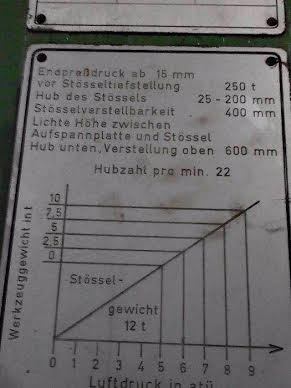 Endpreßdruck ab 15 mm
vor Stösseltiefstellung 250 t
Hub des Stössels 25-200 mm
Stösselverstellbarkeit 400 mm
Lichte Höhe zwischen
Aufspannplatte und Stössel
Hub unten, Verstellung oben 600 mm
Hubzahl pro min. 22
Werkzeuggewicht in t
10
7,5
5
2,5
0
Stössel-
gewicht
12 t
0 1 2 3 4 5 6 7 8 9
Luftdruck in atü